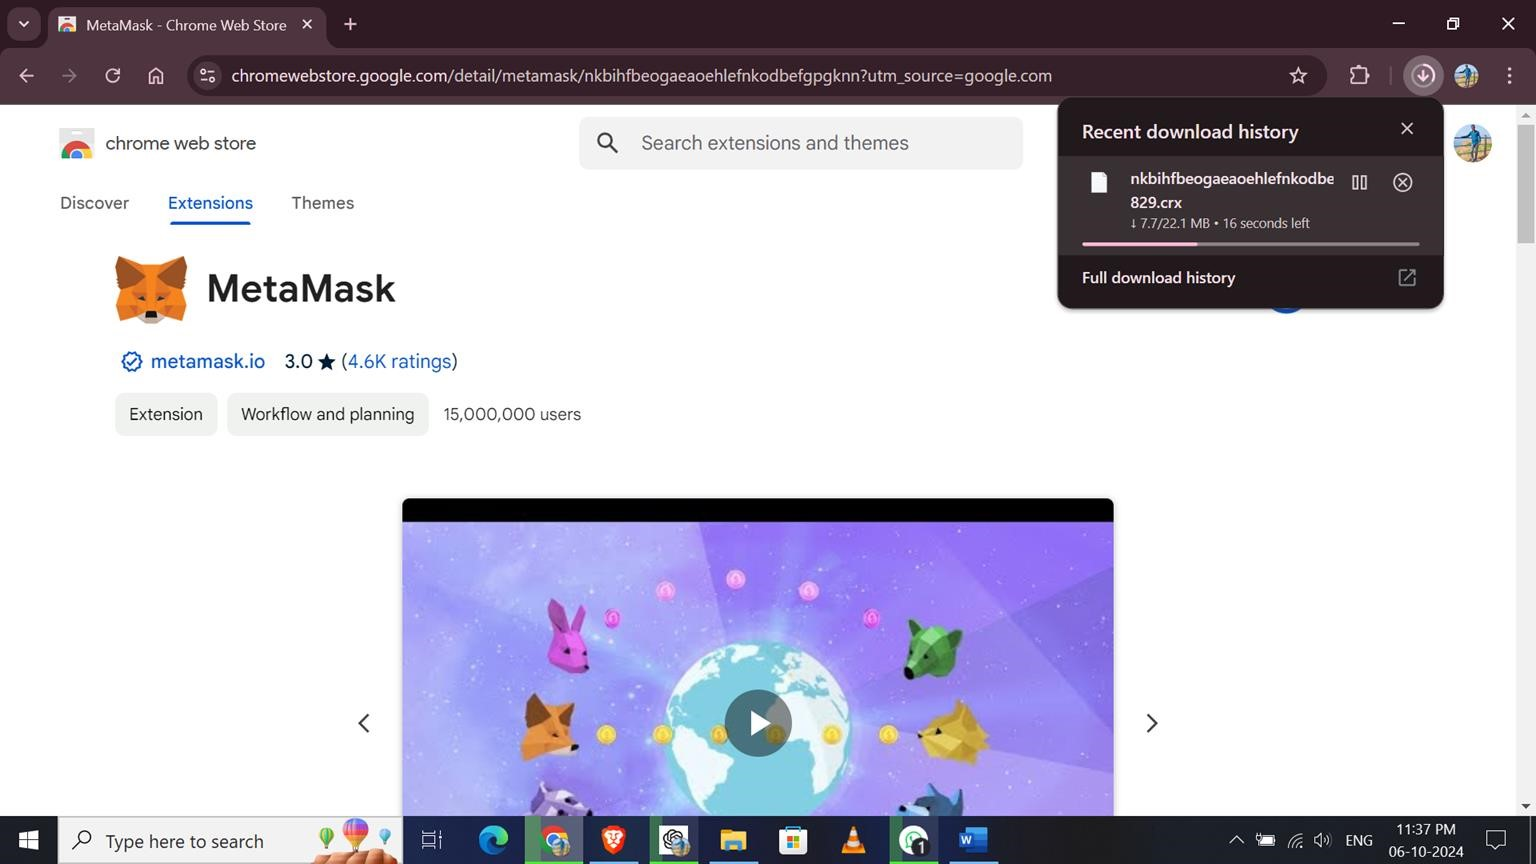 MetaMask - Chrome Web Store
chromewebstore.google.com/detail/metamask/nkbihfbeogaeaoehlefnkodbefgpgknn?utm_source=google.com
chrome web store
Search extensions and themes
Recent download history
nkbihfbeogaeaoehlefnkodbe
829.crx
↓ 7.7/22.1 MB • 16 seconds left
Full download history
Discover
Extensions
Themes
MetaMask
metamask.io 3.0 ★ (4.6K ratings)
Extension
Workflow and planning
15,000,000 users
Type here to search
1
W
ENG
11:37 PM
06-10-2024